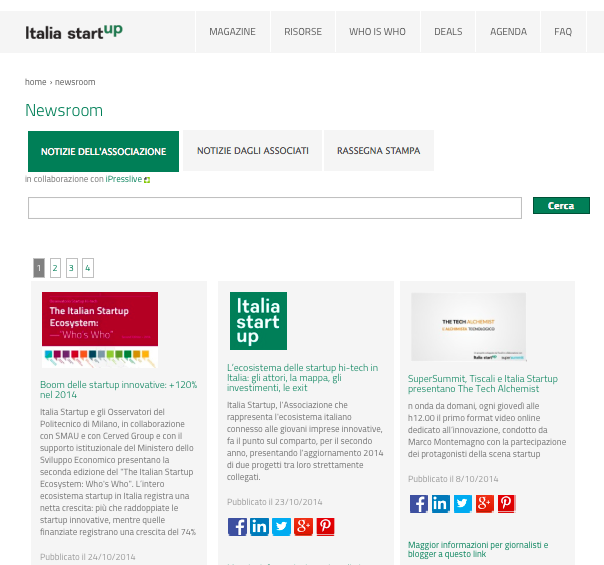 Italia startup
MAGAZINE
RISORSE
WHO IS WHO
DEALS
AGENDA
FAQ
home › newsroom
Newsroom
NOTIZIE DELL'ASSOCIAZIONE
NOTIZIE DAGLI ASSOCIATI
RASSEGNA STAMPA
in collaborazione con iPresslive
Cerca
1 2 3 4
The Italian Startup
Ecosystem:
—"Who's Who"
Boom delle startup innovative: +120%
nel 2014
Italia Startup e gli Osservatori del
Politecnico di Milano, in collaborazione
con SMAU e con Cerved Group e con il
supporto istituzionale del Ministero dello
Sviluppo Economico presentano la
seconda edizione del "The Italian Startup
Ecosystem: Who's Who". L'intero
ecosistema startup in Italia registra una
netta crescita: più che raddoppiate le
startup innovative, mentre quelle
finanziate registrano una crescita del 74%
Pubblicato il 24/10/2014
Italia
start
up
L'ecosistema delle startup hi-tech in
Italia: gli attori, la mappa, gli
investimenti, le exit
Italia Startup, l'Associazione che
rappresenta l'ecosistema italiano
connesso alle giovani imprese innovative,
fa il punto sul comparto, per il secondo
anno, presentando l'aggiornamento 2014
di due progetti tra loro strettamente
collegati.
Pubblicato il 23/10/2014
THE TECH ALCHEMIST
L'ALCHIMISTA TECNOLOGICO
Italia startup
SuperSummit, Tiscali e Italia Startup
presentano The Tech Alchemist
n onda da domani, ogni giovedì alle
h12.00 il primo format video online
dedicato all'innovazione, condotto da
Marco Montemagno con la partecipazione
dei protagonisti della scena startup
Pubblicato il 8/10/2014
Maggior informazioni per giornalisti e
blogger a questo link